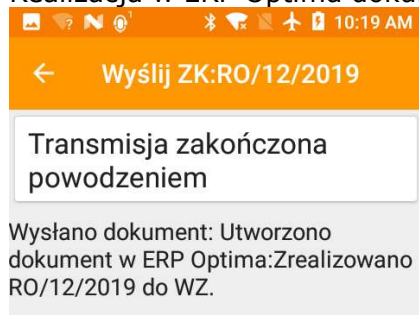 10:19 AM
Wyślij ZK:RO/12/2019
Transmisja zakończona
powodzeniem
Wysłano dokument: Utworzono
dokument w ERP Optima:Zrealizowano
RO/12/2019 do WZ.